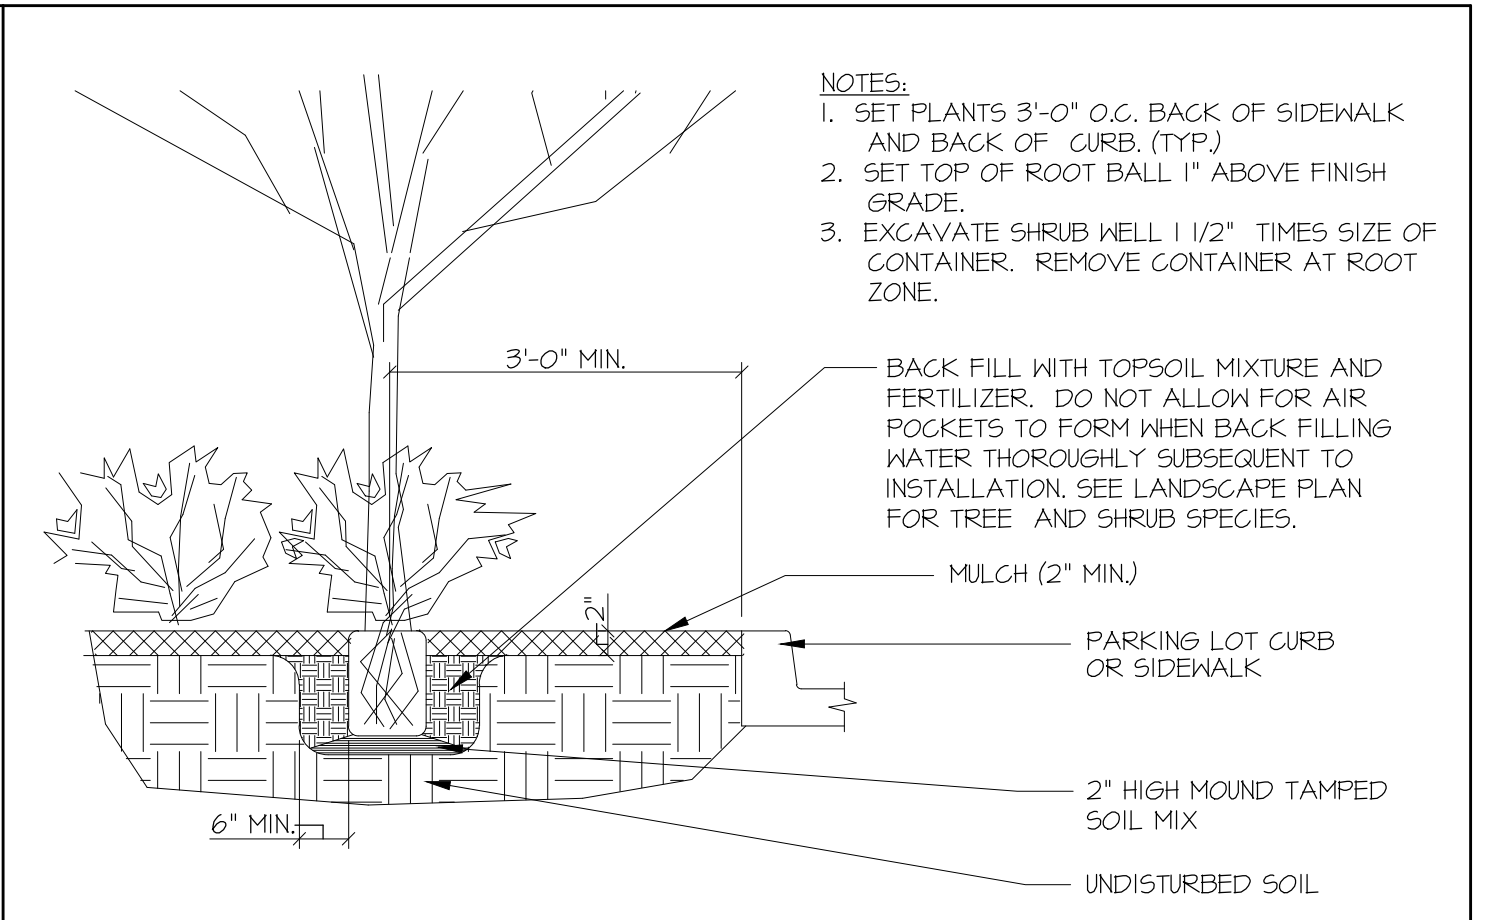 NOTES:
1. SET PLANTS 3'-0" O.C. BACK OF SIDEWALK
AND BACK OF CURB. (TYP.)
2. SET TOP OF ROOT BALL 1" ABOVE FINISH
GRADE.
3. EXCAVATE SHRUB WELL 1 1/2" TIMES SIZE OF
CONTAINER. REMOVE CONTAINER AT ROOT
ZONE.
3'-0" MIN.
BACK FILL WITH TOPSOIL MIXTURE AND
FERTILIZER. DO NOT ALLOW FOR AIR
POCKETS TO FORM WHEN BACK FILLING
WATER THOROUGHLY SUBSEQUENT TO
INSTALLATION. SEE LANDSCAPE PLAN
FOR TREE AND SHRUB SPECIES.
MULCH (2" MIN.)
2"
PARKING LOT CURB
OR SIDEWALK
2" HIGH MOUND TAMPED
SOIL MIX
6" MIN.
UNDISTURBED SOIL